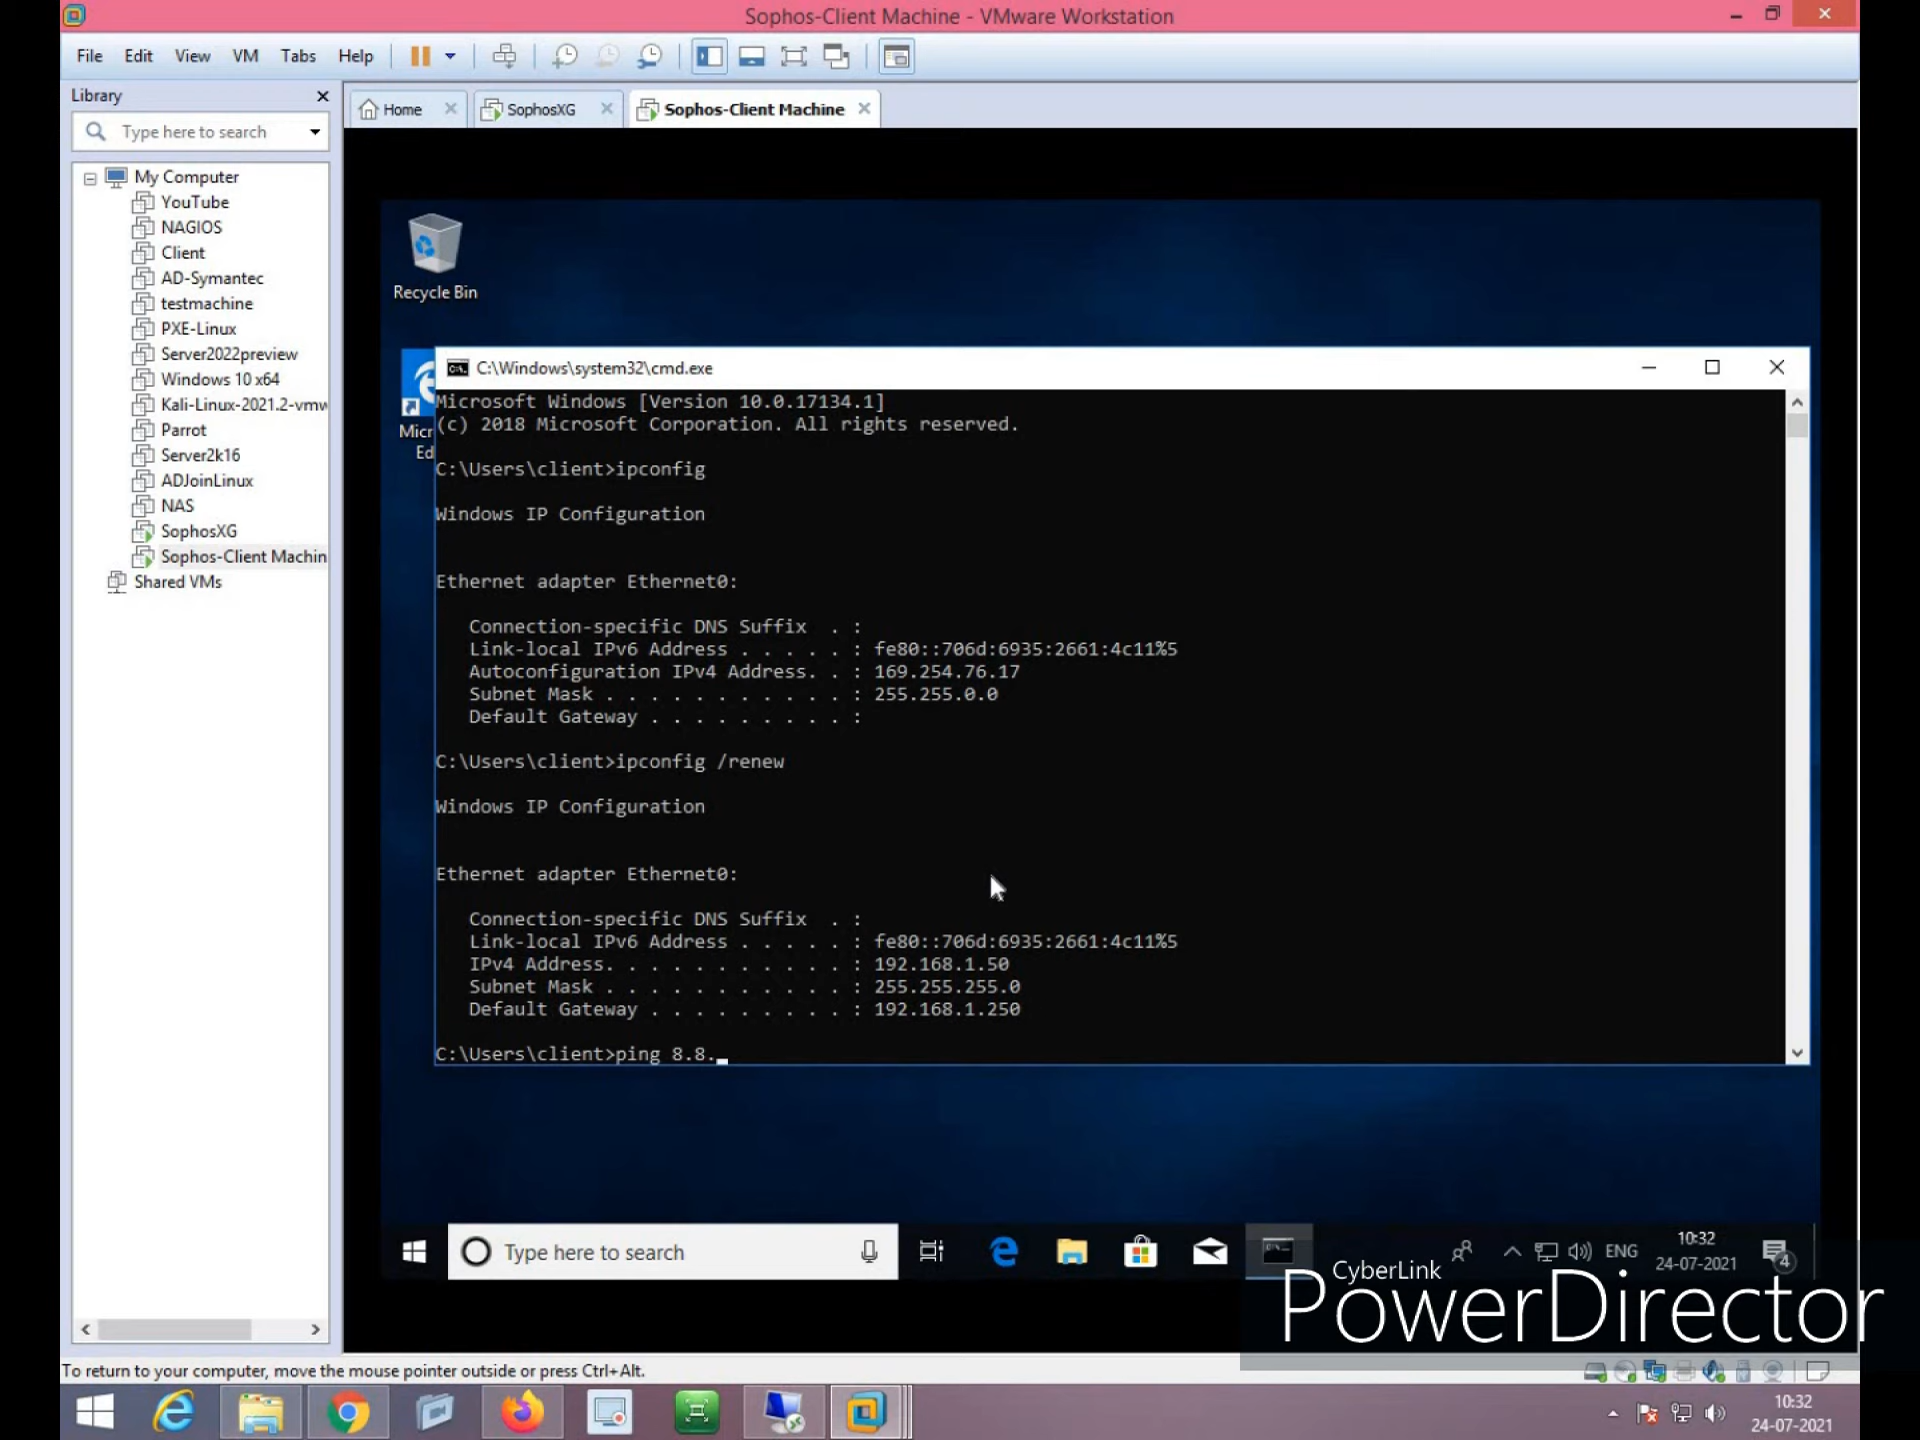 Sophos-Client Machine - VMware Workstation
File Edit View VM Tabs Help
Library
Type here to search
Home
SophosXG
Sophos-Client Machine
My Computer
YouTube
NAGIOS
Client
AD-Symantec
testmachine
PXE-Linux
Server2022preview
Windows 10 x64
Kali-Linux-2021.2-vmw
Parrot
Server2k16
ADJoinLinux
NAS
SophosXG
Sophos-Client Machin
Shared VMs
Recycle Bin
Micr
Ed
C:\Windows\system32\cmd.exe
Microsoft Windows [Version 10.0.17134.1]
(c) 2018 Microsoft Corporation. All rights reserved.
C:\Users\client>ipconfig
Windows IP Configuration
Ethernet adapter Ethernet0:
Connection-specific DNS Suffix . :
Link-local IPv6 Address . . . . . : fe80::706d:6935:2661:4c11%5
Autoconfiguration IPv4 Address. . : 169.254.76.17
Subnet Mask . . . . . . . . . . . : 255.255.0.0
Default Gateway . . . . . . . . . :
C:\Users\client>ipconfig /renew
Windows IP Configuration
Ethernet adapter Ethernet0:
Connection-specific DNS Suffix . :
Link-local IPv6 Address . . . . . : fe80::706d:6935:2661:4c11%5
IPv4 Address. . . . . . . . . . . : 192.168.1.50
Subnet Mask . . . . . . . . . . . : 255.255.255.0
Default Gateway . . . . . . . . . : 192.168.1.250
C:\Users\client>ping 8.8._
Type here to search
ENG
10:32
24-07-2021
4
CyberLink
PowerDirector
To return to your computer, move the mouse pointer outside or press Ctrl+Alt.
10:32
24-07-2021